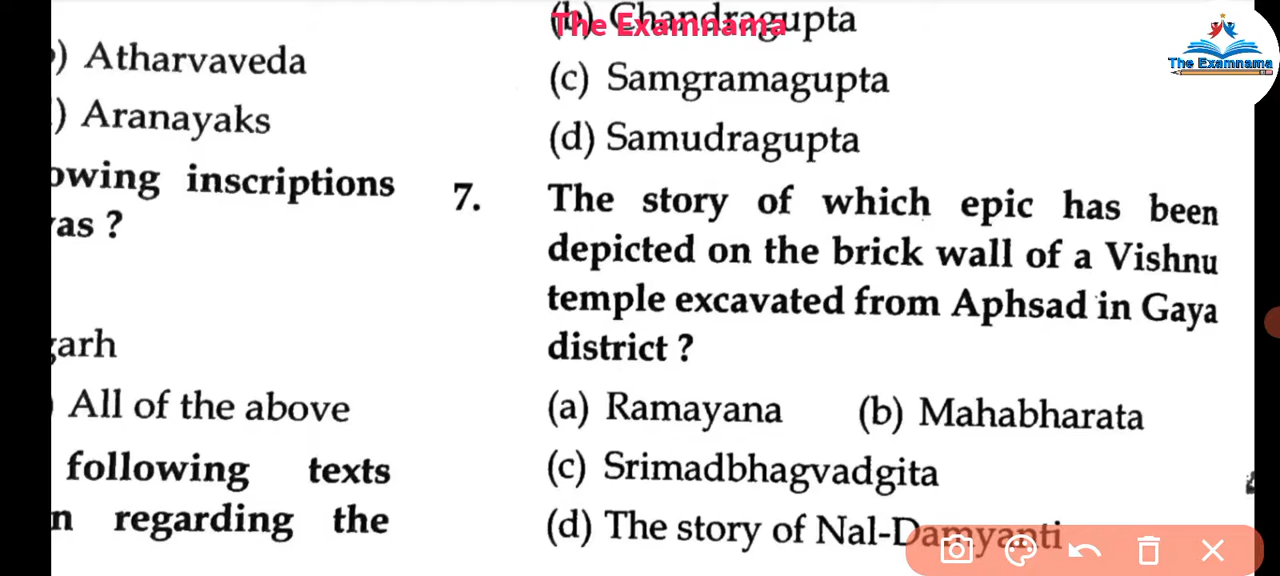 ) Atharvaveda
) Aranayaks
owing inscriptions
as ?
arh
All of the above
following texts
n regarding the
The Examnama
(b) Chandragupta
(c) Samgramagupta
(d) Samudragupta
7. The story of which epic has been
depicted on the brick wall of a Vishnu
temple excavated from Aphsad in Gaya
district ?
(a) Ramayana (b) Mahabharata
(c) Srimadbhagvadgita
(d) The story of Nal-Damyanti
The Examnama